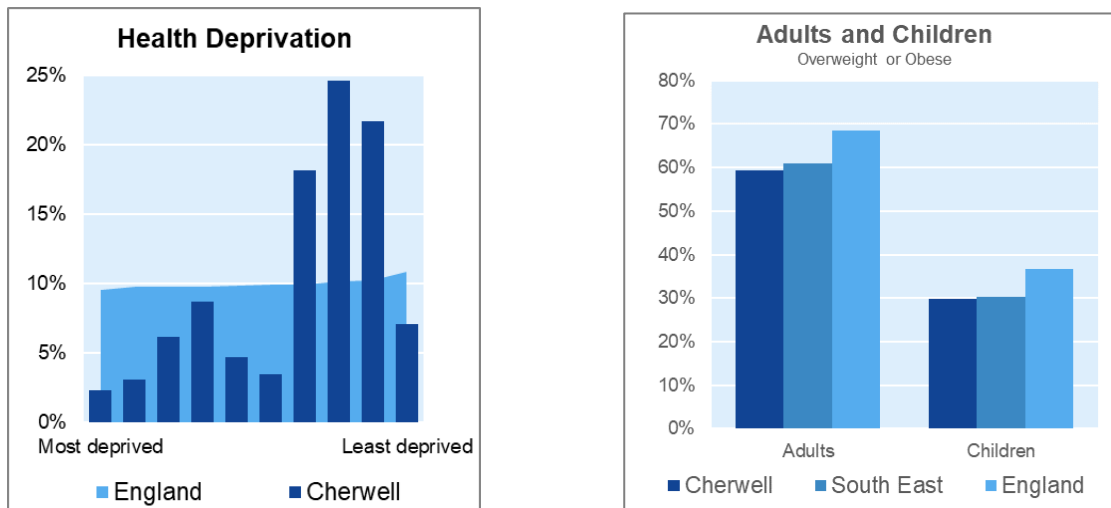 Health Deprivation
25%
20%
15%
10%
5%
0%
Most deprived Least deprived
England Cherwell
Adults and Children
Overweight or Obese
80%
70%
60%
50%
40%
30%
20%
10%
0%
Adults Children
Cherwell South East England